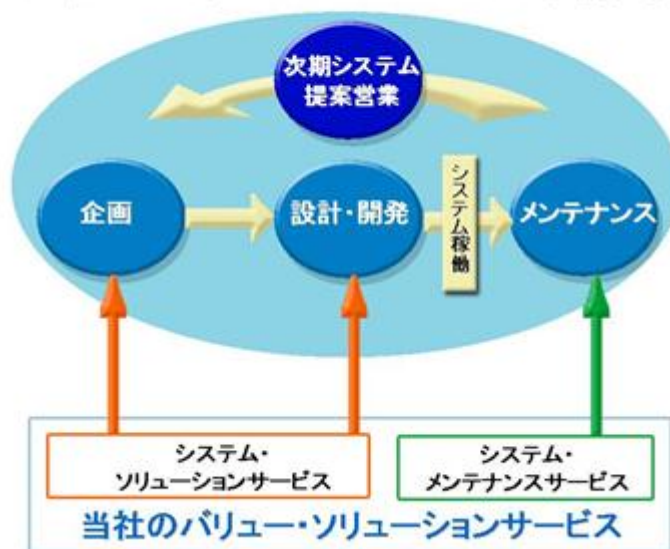 次期システム
提案営業
企画
設計・開発
システム稼働
メンテナンス
システム・
ソリューションサービス
システム・
メンテナンスサービス
当社のバリュー・ソリューションサービス